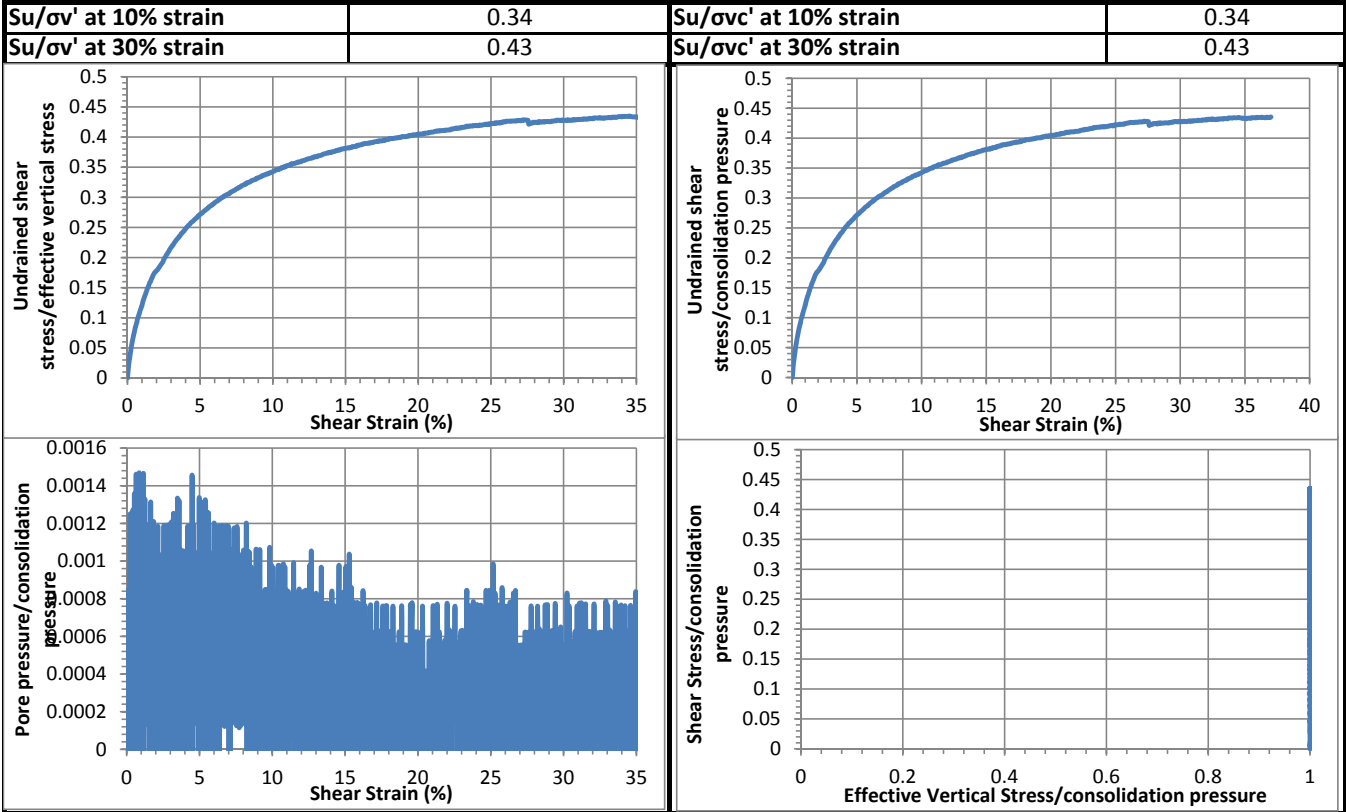 Su/σv' at 10% strain 0.34
Su/σv' at 30% strain 0.43
Su/σvc' at 10% strain 0.34
Su/σvc' at 30% strain 0.43
Undrained shear
stress/effective vertical stress
0.5
0.45
0.4
0.35
0.3
0.25
0.2
0.15
0.1
0.05
0
0 5 10 15 20 25 30 35
Shear Strain (%)
Undrained shear
stress/consolidation pressure
0.5
0.45
0.4
0.35
0.3
0.25
0.2
0.15
0.1
0.05
0
0 5 10 15 20 25 30 35 40
Shear Strain (%)
Pore pressure/consolidation
pressure
0.0016
0.0014
0.0012
0.001
0.0008
0.0006
0.0004
0.0002
0
0 5 10 15 20 25 30 35
Shear Strain (%)
Shear Stress/consolidation
pressure
0.5
0.45
0.4
0.35
0.3
0.25
0.2
0.15
0.1
0.05
0
0 0.2 0.4 0.6 0.8 1
Effective Vertical Stress/consolidation pressure